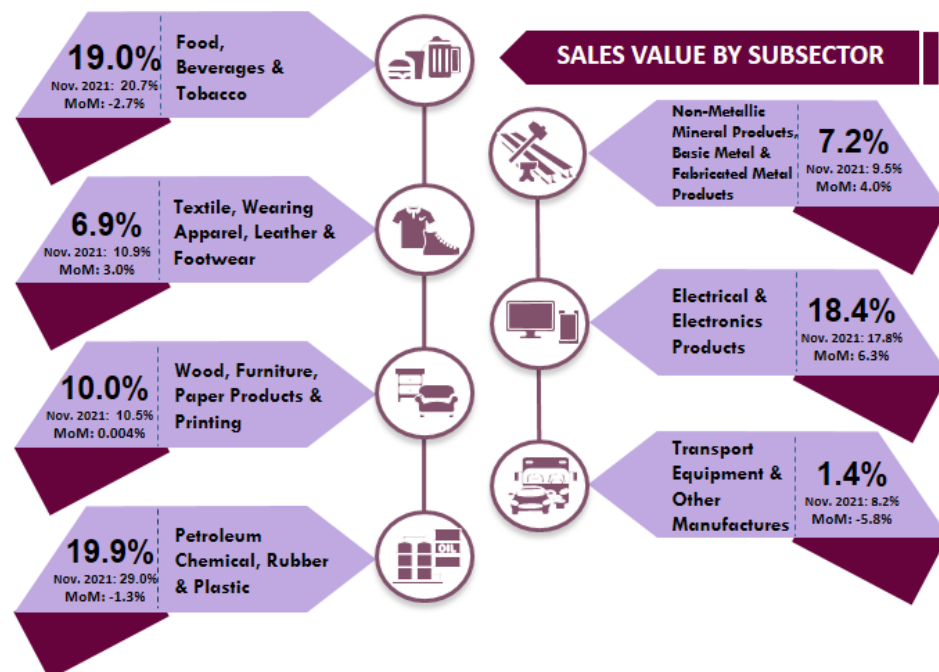 SALES VALUE BY SUBSECTOR
19.0%
Nov. 2021: 20.7%
MoM: -2.7%
Food,
Beverages &
Tobacco
6.9%
Nov. 2021: 10.9%
MoM: 3.0%
Textile, Wearing
Apparel, Leather &
Footwear
10.0%
Nov. 2021: 10.5%
MoM: 0.004%
Wood, Furniture,
Paper Products &
Printing
19.9%
Nov. 2021: 29.0%
MoM: -1.3%
Petroleum
Chemical, Rubber
& Plastic
OIL
Non-Metallic
Mineral Products,
Basic Metal &
Fabricated Metal
Products
7.2%
Nov. 2021: 9.5%
MoM: 4.0%
Electrical &
Electronics
Products
18.4%
Nov. 2021: 17.8%
MoM: 6.3%
Transport
Equipment &
Other
Manufactures
1.4%
Nov. 2021: 8.2%
MoM: -5.8%